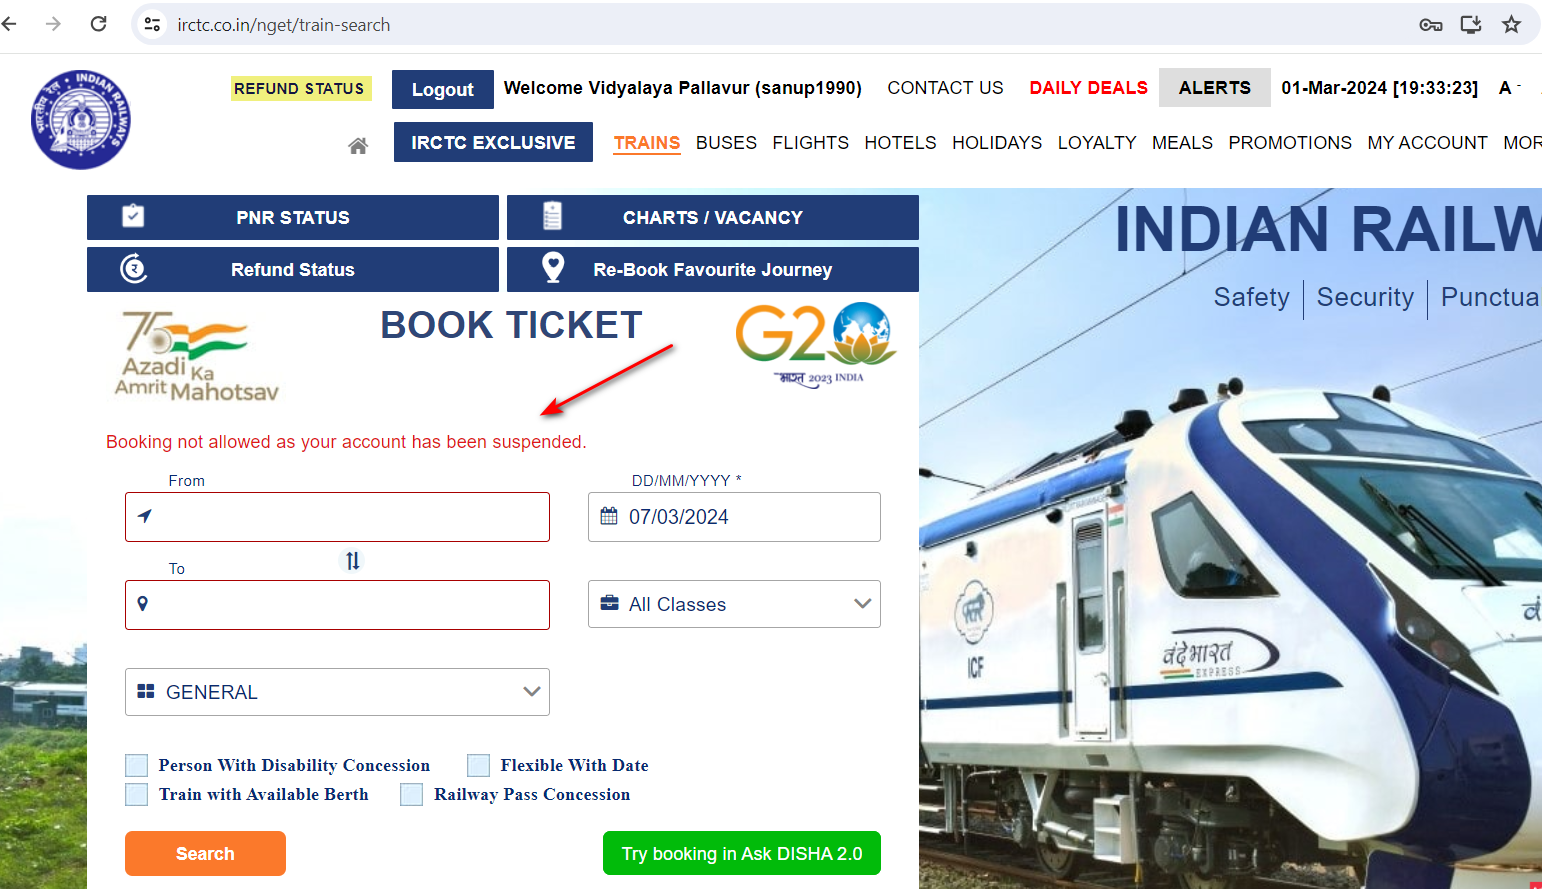 irctc.co.in/nget/train-search
REFUND STATUS
Logout
Welcome Vidyalaya Pallavur (sanup1990)
CONTACT US
DAILY DEALS
ALERTS
01-Mar-2024 [19:33:23]
A -
INDIAN RAILWAYS
भारतीय रेल
IRCTC EXCLUSIVE
TRAINS
BUSES
FLIGHTS
HOTELS
HOLIDAYS
LOYALTY
MEALS
PROMOTIONS
MY ACCOUNT
MOR
PNR STATUS
CHARTS / VACANCY
Refund Status
Re-Book Favourite Journey
INDIAN RAILW
Safety
Security
Punctua
75
Azadi
Ka
Amrit Mahotsav
BOOK TICKET
G20
भारत 2023 INDIA
Booking not allowed as your account has been suspended.
From
DD/MM/YYYY *
07/03/2024
To
All Classes
GENERAL
Person With Disability Concession
Flexible With Date
Train with Available Berth
Railway Pass Concession
Search
Try booking in Ask DISHA 2.0
ICF
वंदे भारत
EXPRESS